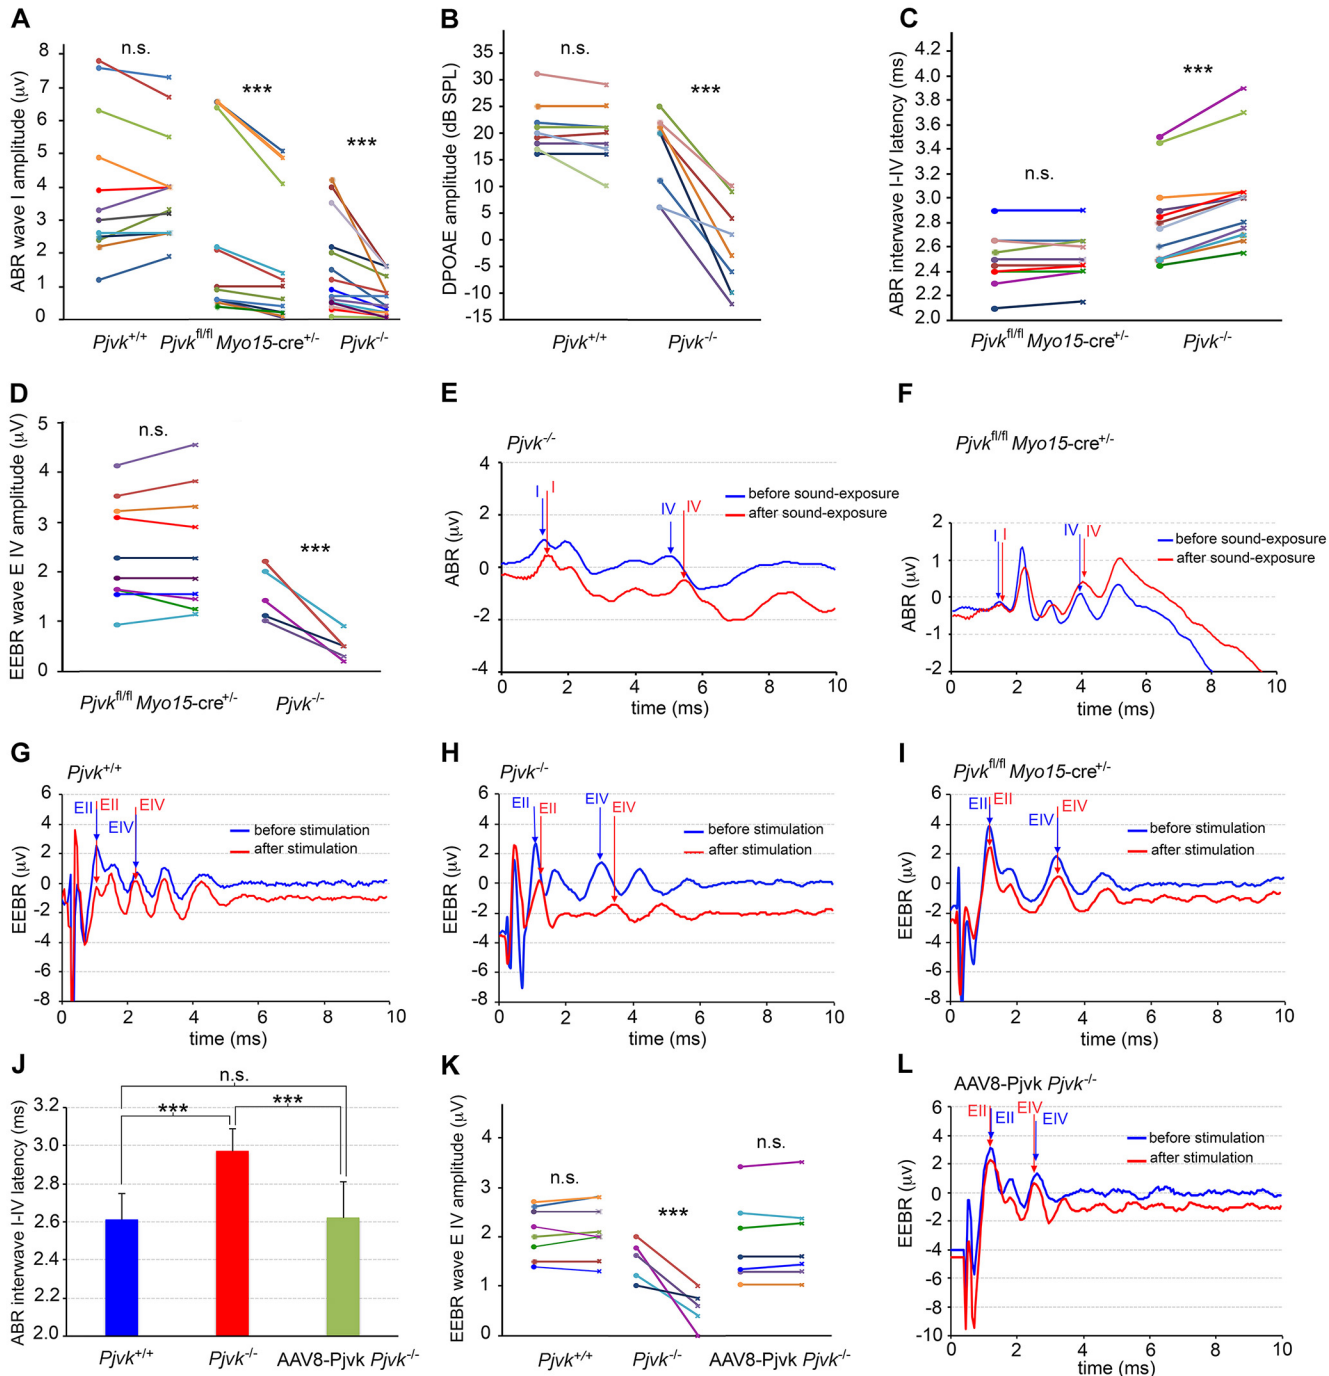 A
ABR wave I amplitude (μv)
8
7
6
5
4
3
2
1
0
n.s.
***
***
Pjvk+/+
Pjvkfl/fl Myo15-cre+/-
Pjvk-/-
B
DPOAE amplitude (dB SPL)
35
30
25
20
15
10
5
0
-5
-10
-15
n.s.
***
Pjvk+/+
Pjvk-/-
C
ABR interwave I-IV latency (ms)
4.2
4.0
3.8
3.5
3.4
3.2
3.0
2.8
2.6
2.4
2.2
2.0
n.s.
***
Pjvkfl/fl Myo15-cre+/-
Pjvk-/-
D
EEBR wave E IV amplitude (μV)
5
4
3
2
1
0
n.s.
***
Pjvkfl/fl Myo15-cre+/-
Pjvk-/-
E
Pjvk-/-
ABR (μv)
4
2
0
-2
-4
I
I
IV
IV
before sound-exposure
after sound-exposure
0 2 4 6 8 10
time (ms)
F
Pjvkfl/fl Myo15-cre+/-
ABR (μv)
2
1
0
-1
-2
I
I
IV
IV
before sound-exposure
after sound-exposure
0 2 4 6 8 10
time (ms)
G
Pjvk+/+
EEBR (μv)
6
4
2
0
-2
-4
-6
-8
EII
EII
EIV
EIV
before stimulation
after stimulation
0 2 4 6 8 10
time (ms)
H
Pjvk-/-
EEBR (μv)
6
4
2
0
-2
-4
-6
-8
EII
EII
EIV
EIV
before stimulation
after stimulation
0 2 4 6 8 10
time (ms)
I
Pjvkfl/fl Myo15-cre+/-
EEBR (μv)
6
4
2
0
-2
-4
-6
-8
EII
EII
EIV
EIV
before stimulation
after stimulation
0 2 4 6 8 10
time (ms)
J
ABR interwave I-IV latency (ms)
3.2
3.0
2.8
2.6
2.4
2.2
2.0
n.s.
***
***
Pjvk+/+
Pjvk-/-
AAV8-Pjvk Pjvk-/-
K
EEBR wave E IV amplitude (μV)
4
3
2
1
0
n.s.
***
n.s.
Pjvk+/+
Pjvk-/-
AAV8-Pjvk Pjvk-/-
L
AAV8-Pjvk Pjvk-/-
EEBR (μv)
6
4
2
0
-2
-4
-6
-8
-10
EII
EII
EIV
EIV
before stimulation
after stimulation
0 2 4 6 8 10
time (ms)